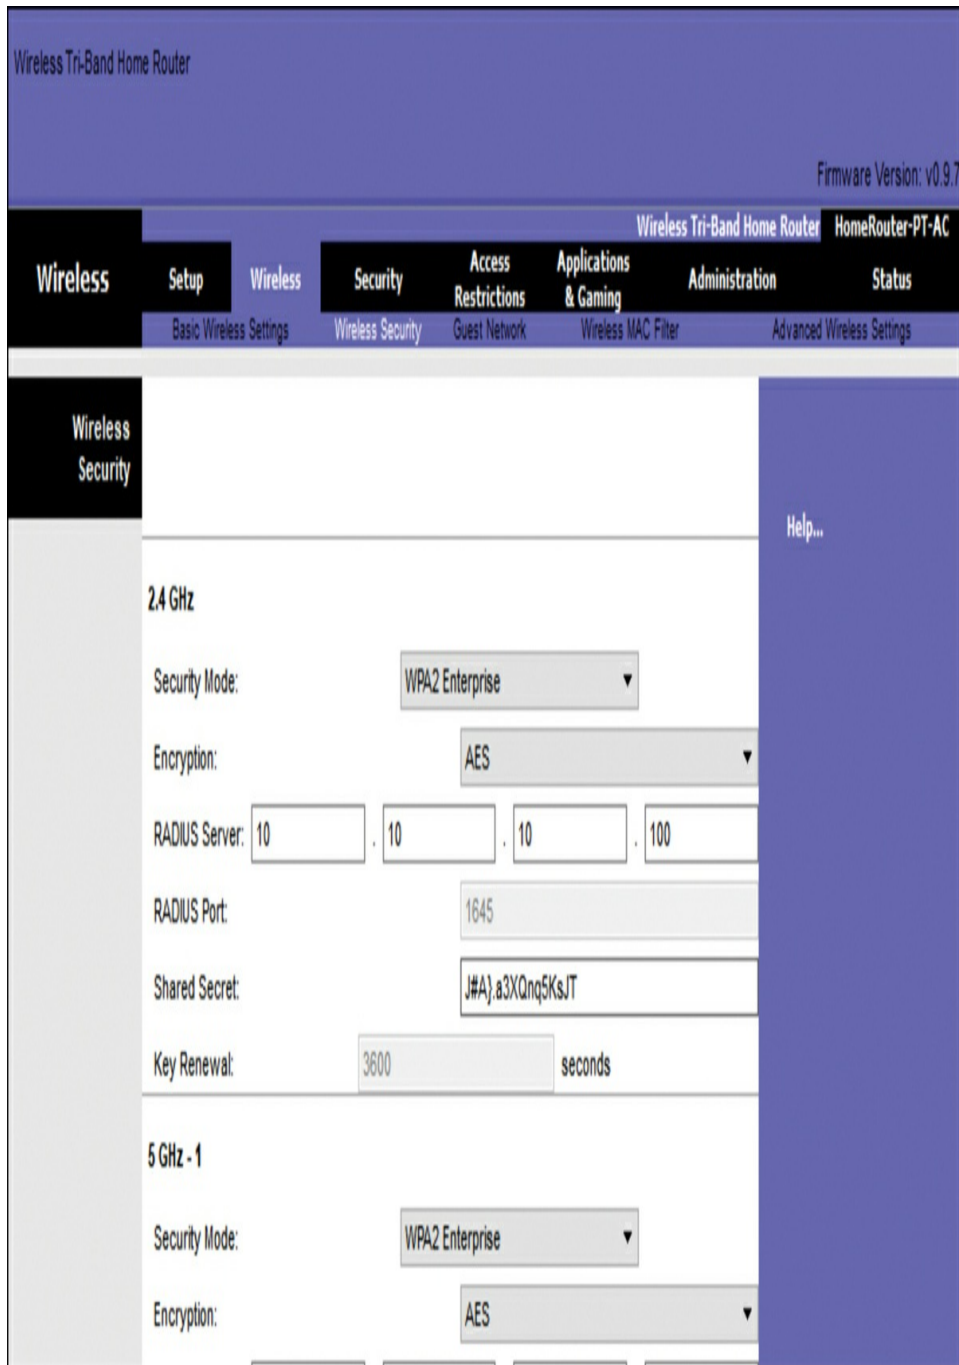 Wireless Tri-Band Home Router
Firmware Version: v0.9.7
Wireless Tri-Band Home Router HomeRouter-PT-AC
Wireless
Setup Wireless Security Access Restrictions Applications & Gaming Administration Status
Basic Wireless Settings Wireless Security Guest Network Wireless MAC Filter Advanced Wireless Settings
Wireless
Security
Help...
2.4 GHz
Security Mode: WPA2 Enterprise
Encryption: AES
RADIUS Server: 10 . 10 . 10 . 100
RADIUS Port: 1645
Shared Secret: J#A}.a3XQnq5KsJT
Key Renewal: 3600 seconds
5 GHz - 1
Security Mode: WPA2 Enterprise
Encryption: AES